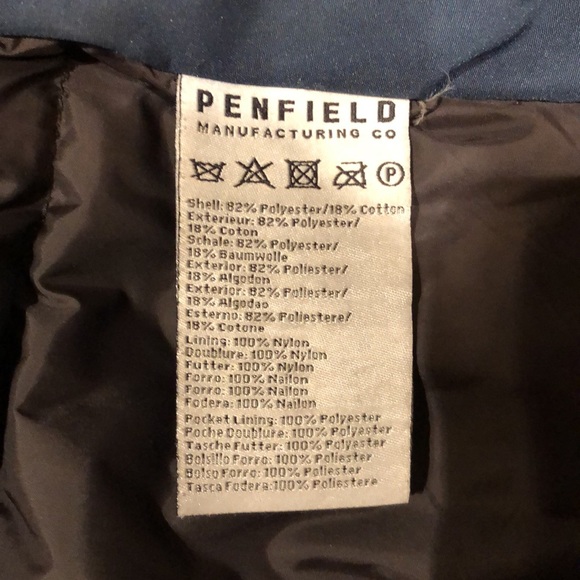 PENFIELD
MANUFACTURING CO
P
Shell: 82% Polyester/18% Cotton
Exterieur: 82% Polyester/
18% Coton
Schale: 82% Polyester/
18% Baumwolle
Exterior: 82% Poliester/
18% Algodon
Exterior: 82% Poliester/
18% Algodao
Esterno: 82% Poliestere/
18% Cotone
Lining: 100% Nylon
Doublure: 100% Nylon
Futter: 100% Nylon
Forro: 100% Nailon
Forro: 100% Nailon
Fodera: 100% Nailon
Pocket Lining: 100% Polyester
Poche Doublure: 100% Polyester
Tasche Futter: 100% Polyester
Bolsillo Forro: 100% Poliester
Bolso Forro: 100% Poliester
Tasca Fodera:100% Poliestere